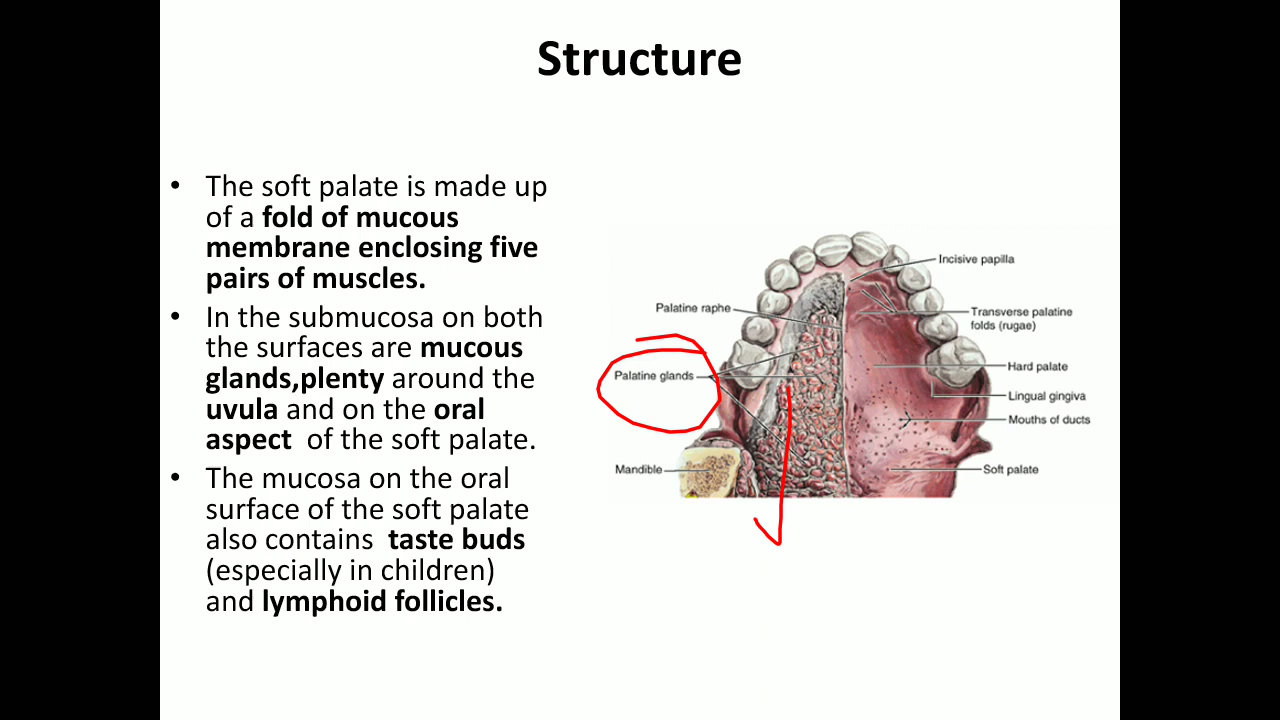 Structure
• The soft palate is made up
of a fold of mucous
membrane enclosing five
pairs of muscles.
• In the submucosa on both
the surfaces are mucous
glands,plenty around the
uvula and on the oral
aspect of the soft palate.
• The mucosa on the oral
surface of the soft palate
also contains taste buds
(especially in children)
and lymphoid follicles.
Incisive papilla
Palatine raphe
Transverse palatine
folds (rugae)
Hard palate
Palatine glands
Lingual gingiva
Mouths of ducts
Mandible
Soft palate